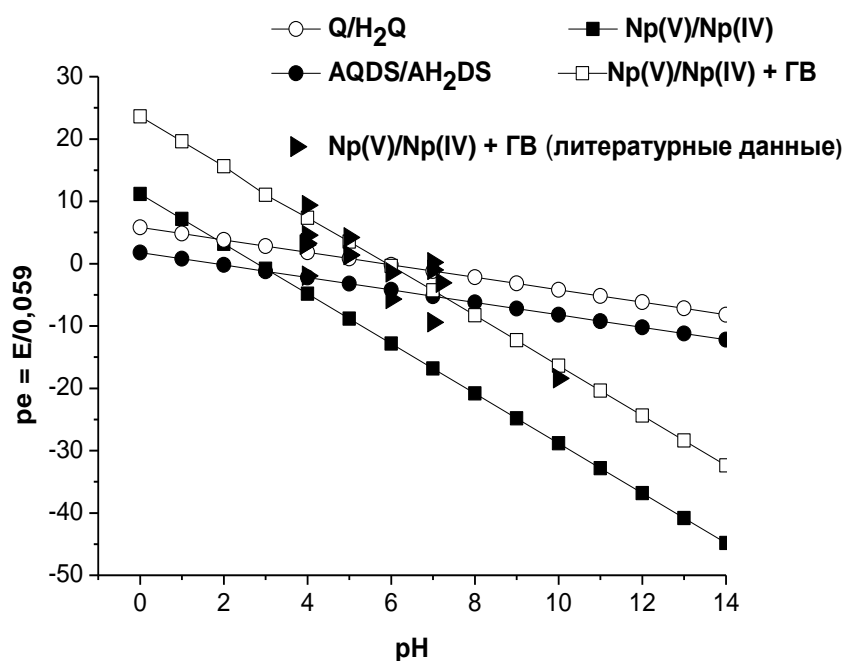 Q/H2Q
Np(V)/Np(IV)
AQDS/AH2DS
Np(V)/Np(IV) + ГВ
Np(V)/Np(IV) + ГВ (литературные данные)
30
20
10
0
-10
-20
-30
-40
-50
pe = E/0,059
0 2 4 6 8 10 12 14
pH